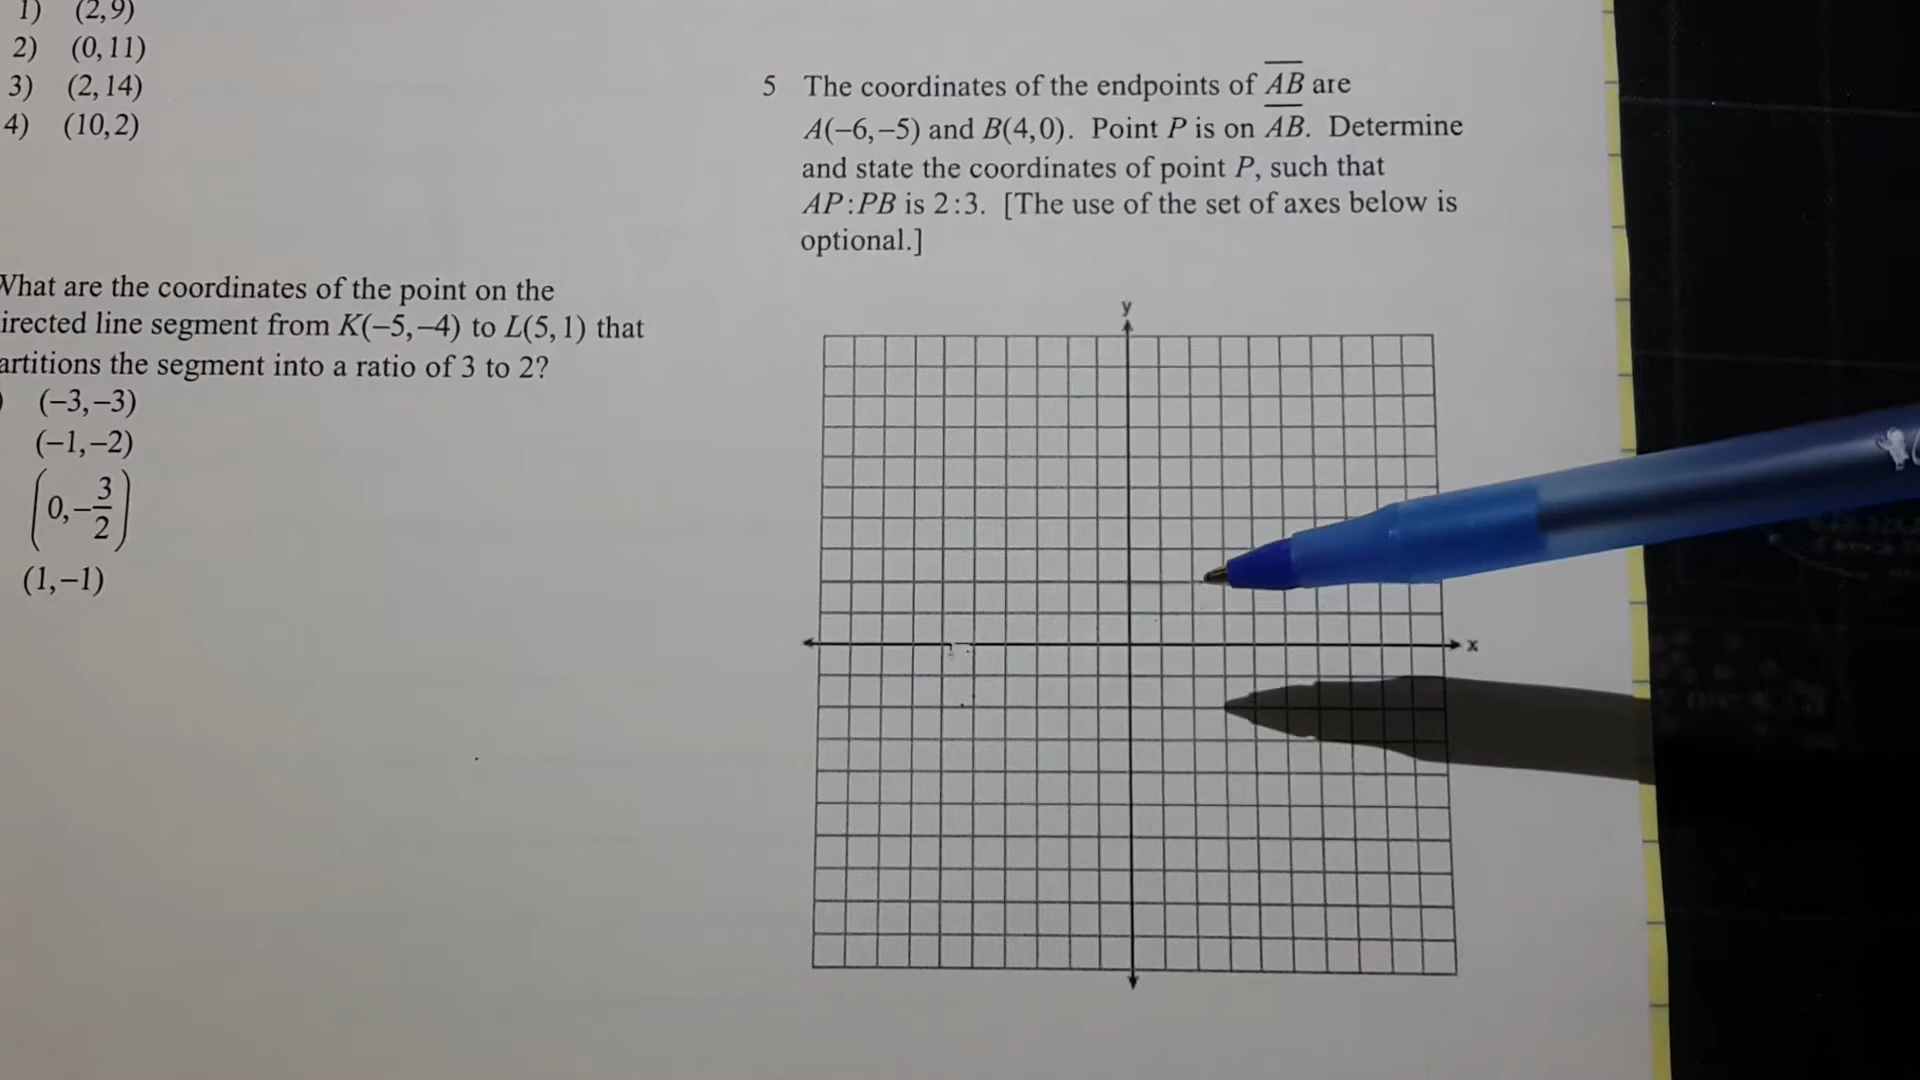 1) (2,9)
2) (0,11)
3) (2,14)
4) (10,2)
What are the coordinates of the point on the
irected line segment from K(−5,−4) to L(5,1) that
artitions the segment into a ratio of 3 to 2?
) (−3,−3)
(−1,−2)
(0,−3/2)
(1,−1)
5 The coordinates of the endpoints of AB are
A(−6,−5) and B(4,0). Point P is on AB. Determine
and state the coordinates of point P, such that
AP:PB is 2:3. [The use of the set of axes below is
optional.]
y
x